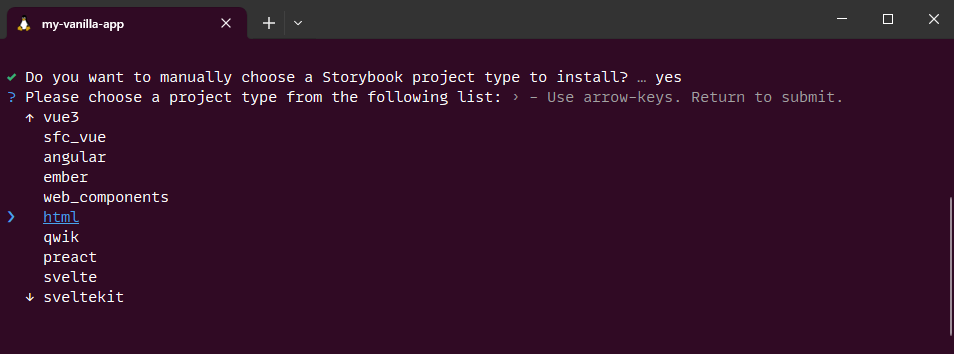 my-vanilla-app
✔ Do you want to manually choose a Storybook project type to install? … yes
? Please choose a project type from the following list: › - Use arrow-keys. Return to submit.
↑ vue3
sfc_vue
angular
ember
web_components
❯ html
qwik
preact
svelte
↓ sveltekit